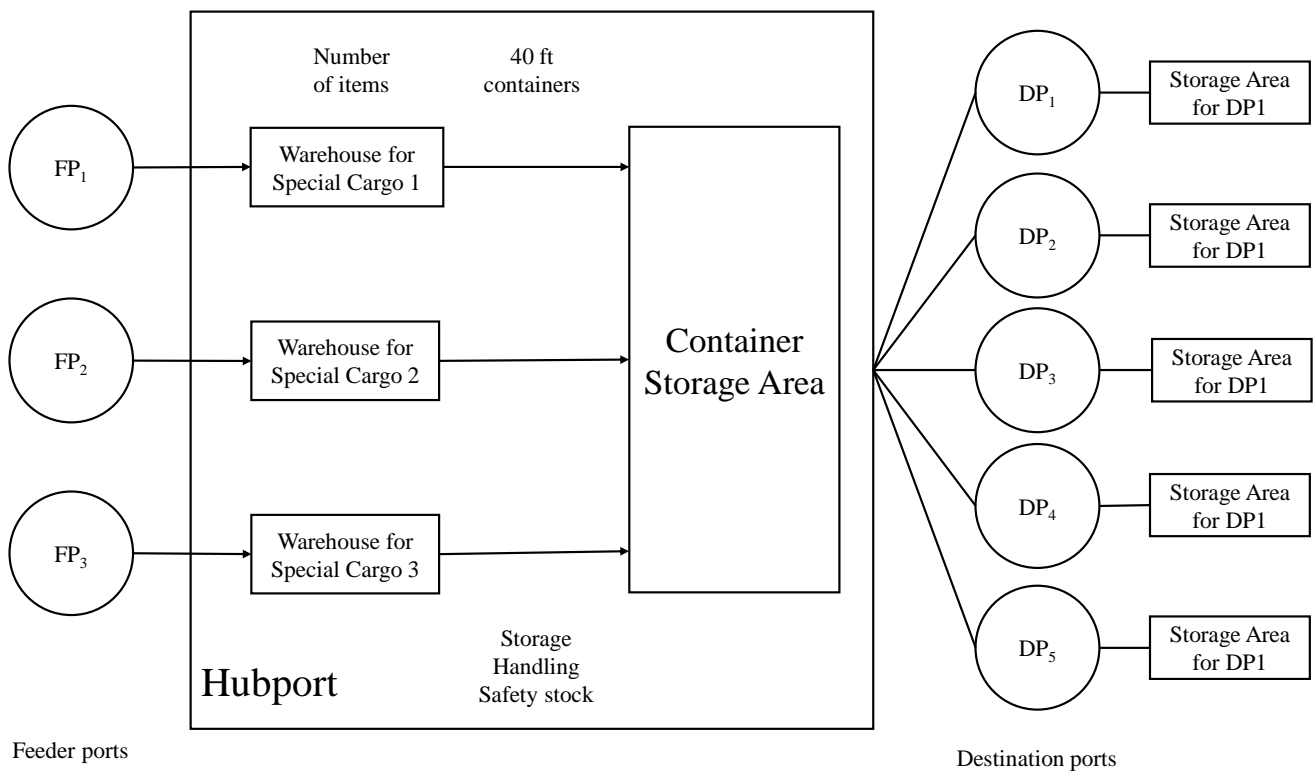 Number
of items
40 ft
containers
FP1
Warehouse for
Special Cargo 1
FP2
Warehouse for
Special Cargo 2
FP3
Warehouse for
Special Cargo 3
Container
Storage Area
Storage
Handling
Safety stock
Hubport
Feeder ports
DP1
Storage Area
for DP1
DP2
Storage Area
for DP1
DP3
Storage Area
for DP1
DP4
Storage Area
for DP1
DP5
Storage Area
for DP1
Destination ports